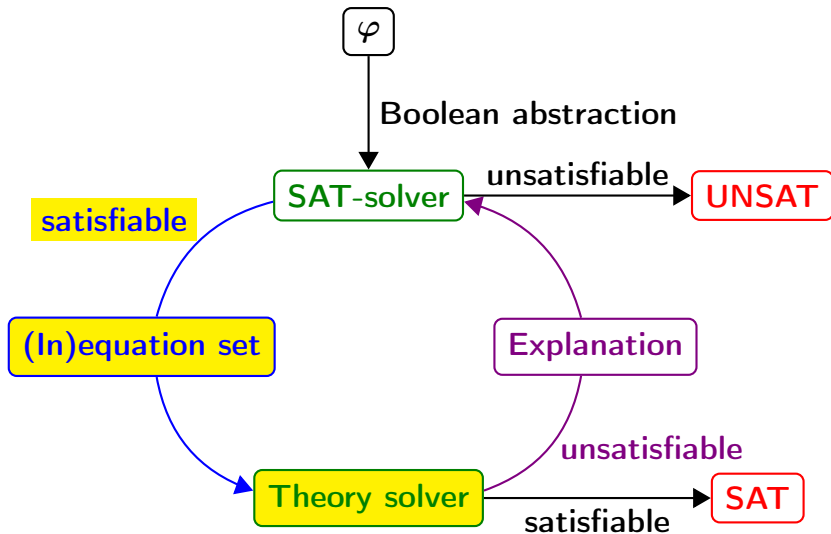 φ
Boolean abstraction
SAT-solver
unsatisfiable
UNSAT
satisfiable
(In)equation set
Explanation
unsatisfiable
Theory solver
satisfiable
SAT